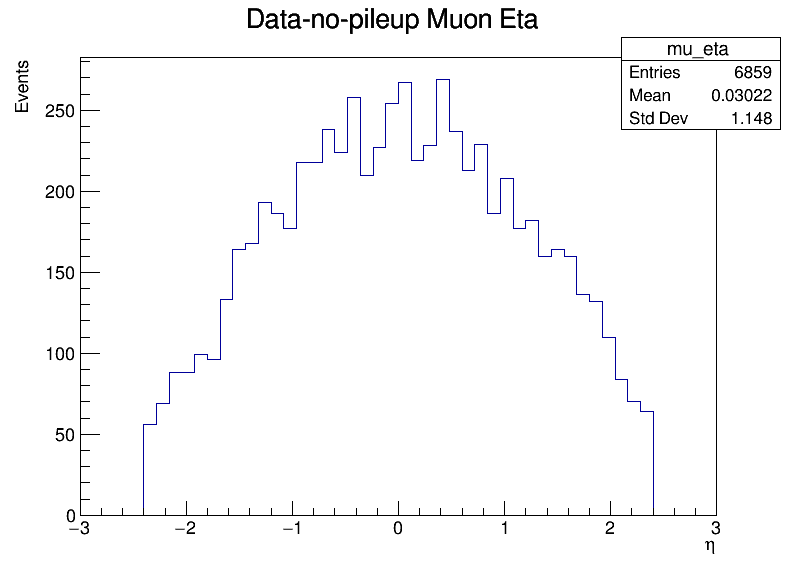 Data-no-pileup Muon Eta
mu_eta
Entries 6859
Mean 0.03022
Std Dev 1.148
Events
250
200
150
100
50
0
−3 −2 −1 0 1 2 3
η